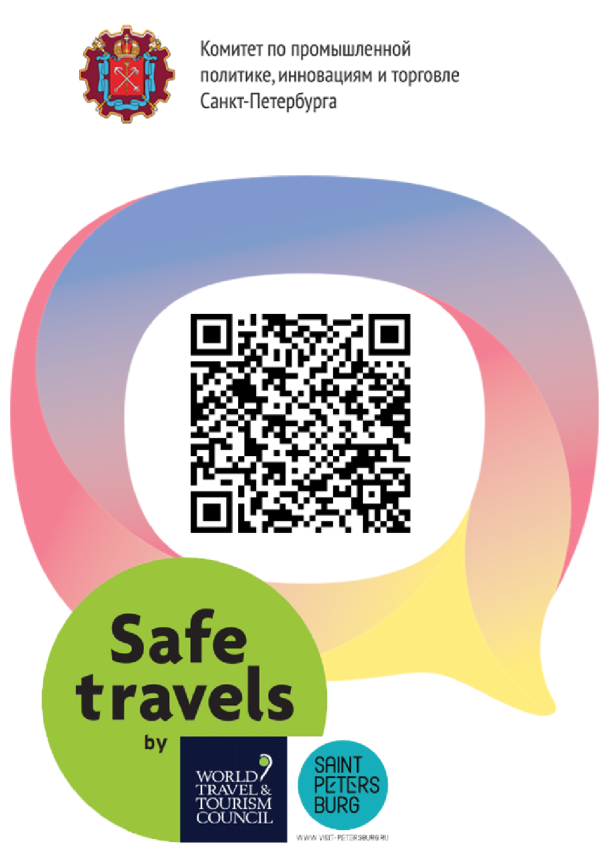 Комитет по промышленной
политике, инновациям и торговле
Санкт-Петербурга
Safe
travels
by
WORLD
TRAVEL &
TOURISM
COUNCIL
SAINT
PETERS
BURG
WWW.VISIT-PETERSBURG.RU